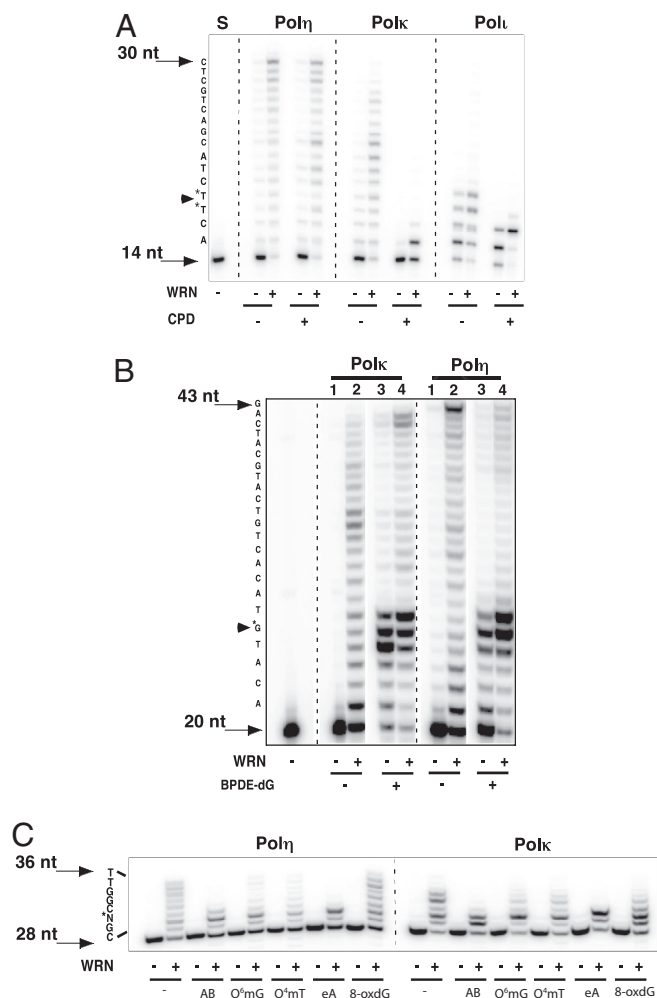 A
S Polη Polκ Polι
30 nt
C
T
C
G
T
C
A
G
C
A
T
C
*T
*T
C
A
14 nt
WRN - - + - + - + - + - + - +
CPD - + - + - +
B
Polκ Polη
1 2 3 4 1 2 3 4
43 nt
G
A
C
T
A
C
G
T
A
C
T
G
T
C
A
C
A
T
*G
T
A
C
A
20 nt
WRN - - + - + - + - +
BPDE-dG - + - +
C
Polη Polκ
36 nt
T
T
G
G
C
*N
G
C
28 nt
WRN - + - + - + - + - + - + - + - + - + - + - + - +
- AB O⁶mG O⁴mT eA 8-oxdG - AB O⁶mG O⁴mT eA 8-oxdG